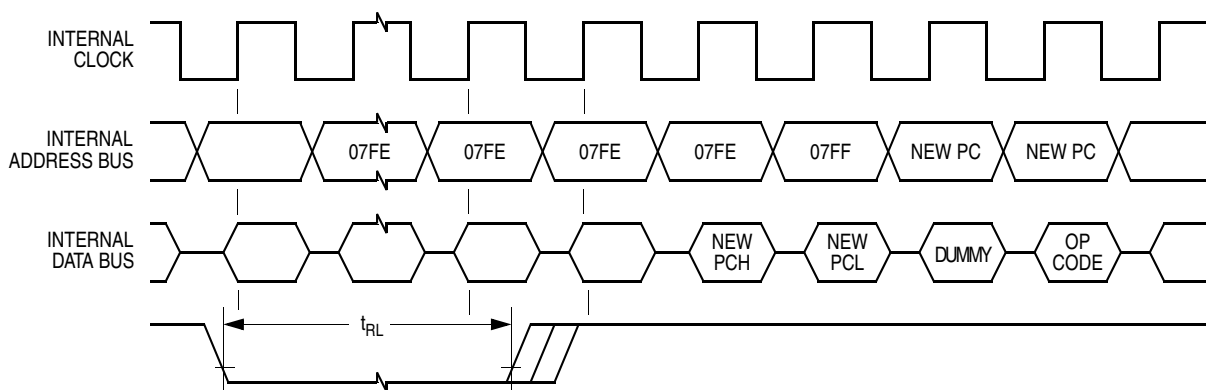 INTERNAL
CLOCK
INTERNAL
ADDRESS BUS
07FE
07FE
07FE
07FE
07FF
NEW PC
NEW PC
INTERNAL
DATA BUS
NEW
PCH
NEW
PCL
DUMMY
OP
CODE
tRL